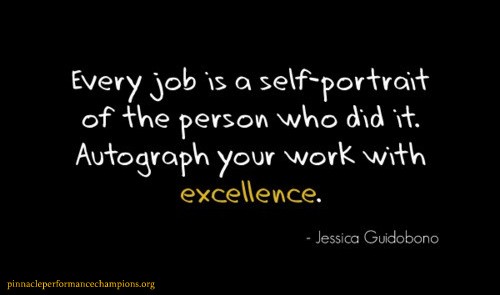 Every job is a self-portrait
of the person who did it.
Autograph your work with
excellence.
- Jessica Guidobono
pinnacleperformancechampions.org